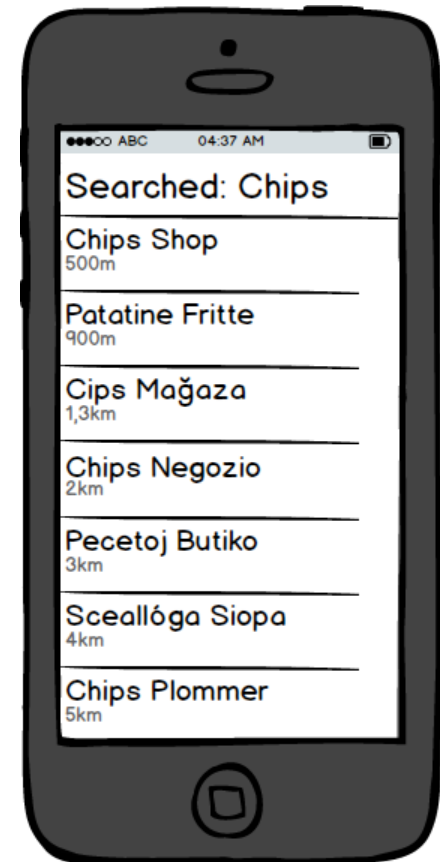 ABC 04:37 AM
Searched: Chips
Chips Shop
500m
Patatine Fritte
900m
Cips Mağaza
1,3km
Chips Negozio
2km
Pecetoj Butiko
3km
Sceallóga Siopa
4km
Chips Plommer
5km